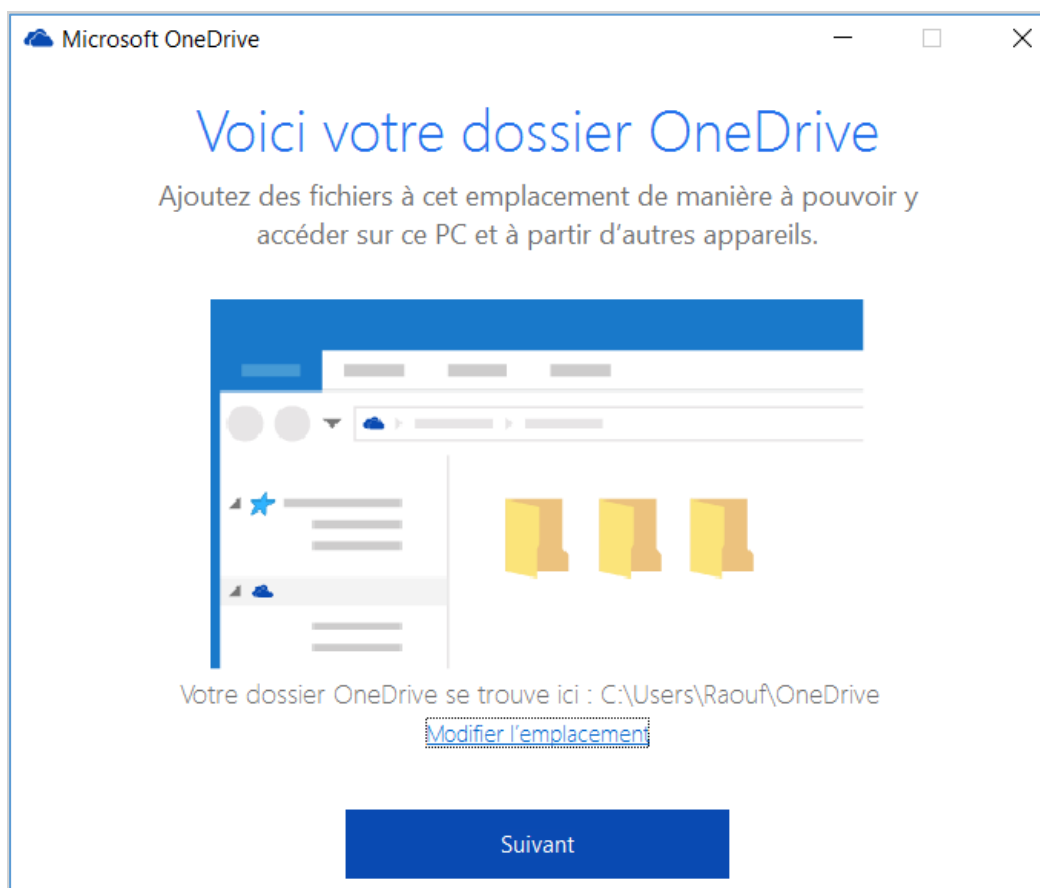 Microsoft OneDrive
Voici votre dossier OneDrive
Ajoutez des fichiers à cet emplacement de manière à pouvoir y
accéder sur ce PC et à partir d’autres appareils.
Votre dossier OneDrive se trouve ici : C:\Users\Raouf\OneDrive
Modifier l’emplacement
Suivant